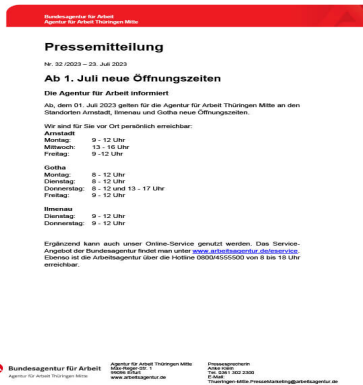 Bundesagentur für Arbeit
Agentur für Arbeit Thüringen Mitte
Pressemitteilung
Nr. 32 /2023 – 23. Juli 2023
Ab 1. Juli neue Öffnungszeiten
Die Agentur für Arbeit informiert
Ab, dem 01. Juli 2023 gelten für die Agentur für Arbeit Thüringen Mitte an den
Standorten Arnstadt, Ilmenau und Gotha neue Öffnungszeiten.
Wir sind für Sie vor Ort persönlich erreichbar:
Arnstadt
Montag: 9 - 12 Uhr
Mittwoch: 13 - 16 Uhr
Freitag: 9 -12 Uhr
Gotha
Montag: 8 - 12 Uhr
Dienstag: 8 - 12 Uhr
Donnerstag: 8 - 12 und 13 - 17 Uhr
Freitag: 9 - 12 Uhr
Ilmenau
Dienstag: 9 - 12 Uhr
Donnerstag: 9 - 12 Uhr
Ergänzend kann auch unser Online-Service genutzt werden. Das Service-
Angebot der Bundesagentur findet man unter www.arbeitsagentur.de/eservice.
Ebenso ist die Arbeitsagentur über die Hotline 0800/4555500 von 8 bis 18 Uhr
erreichbar.
Bundesagentur für Arbeit
Agentur für Arbeit Thüringen Mitte
Agentur für Arbeit Thüringen Mitte
Max-Reger-Str. 1
99096 Erfurt
www.arbeitsagentur.de
Pressesprecherin
Anke Klein
Tel. 0361 302 2300
E-Mail:
Thueringen-Mitte.PresseMarketing@arbeitsagentur.de